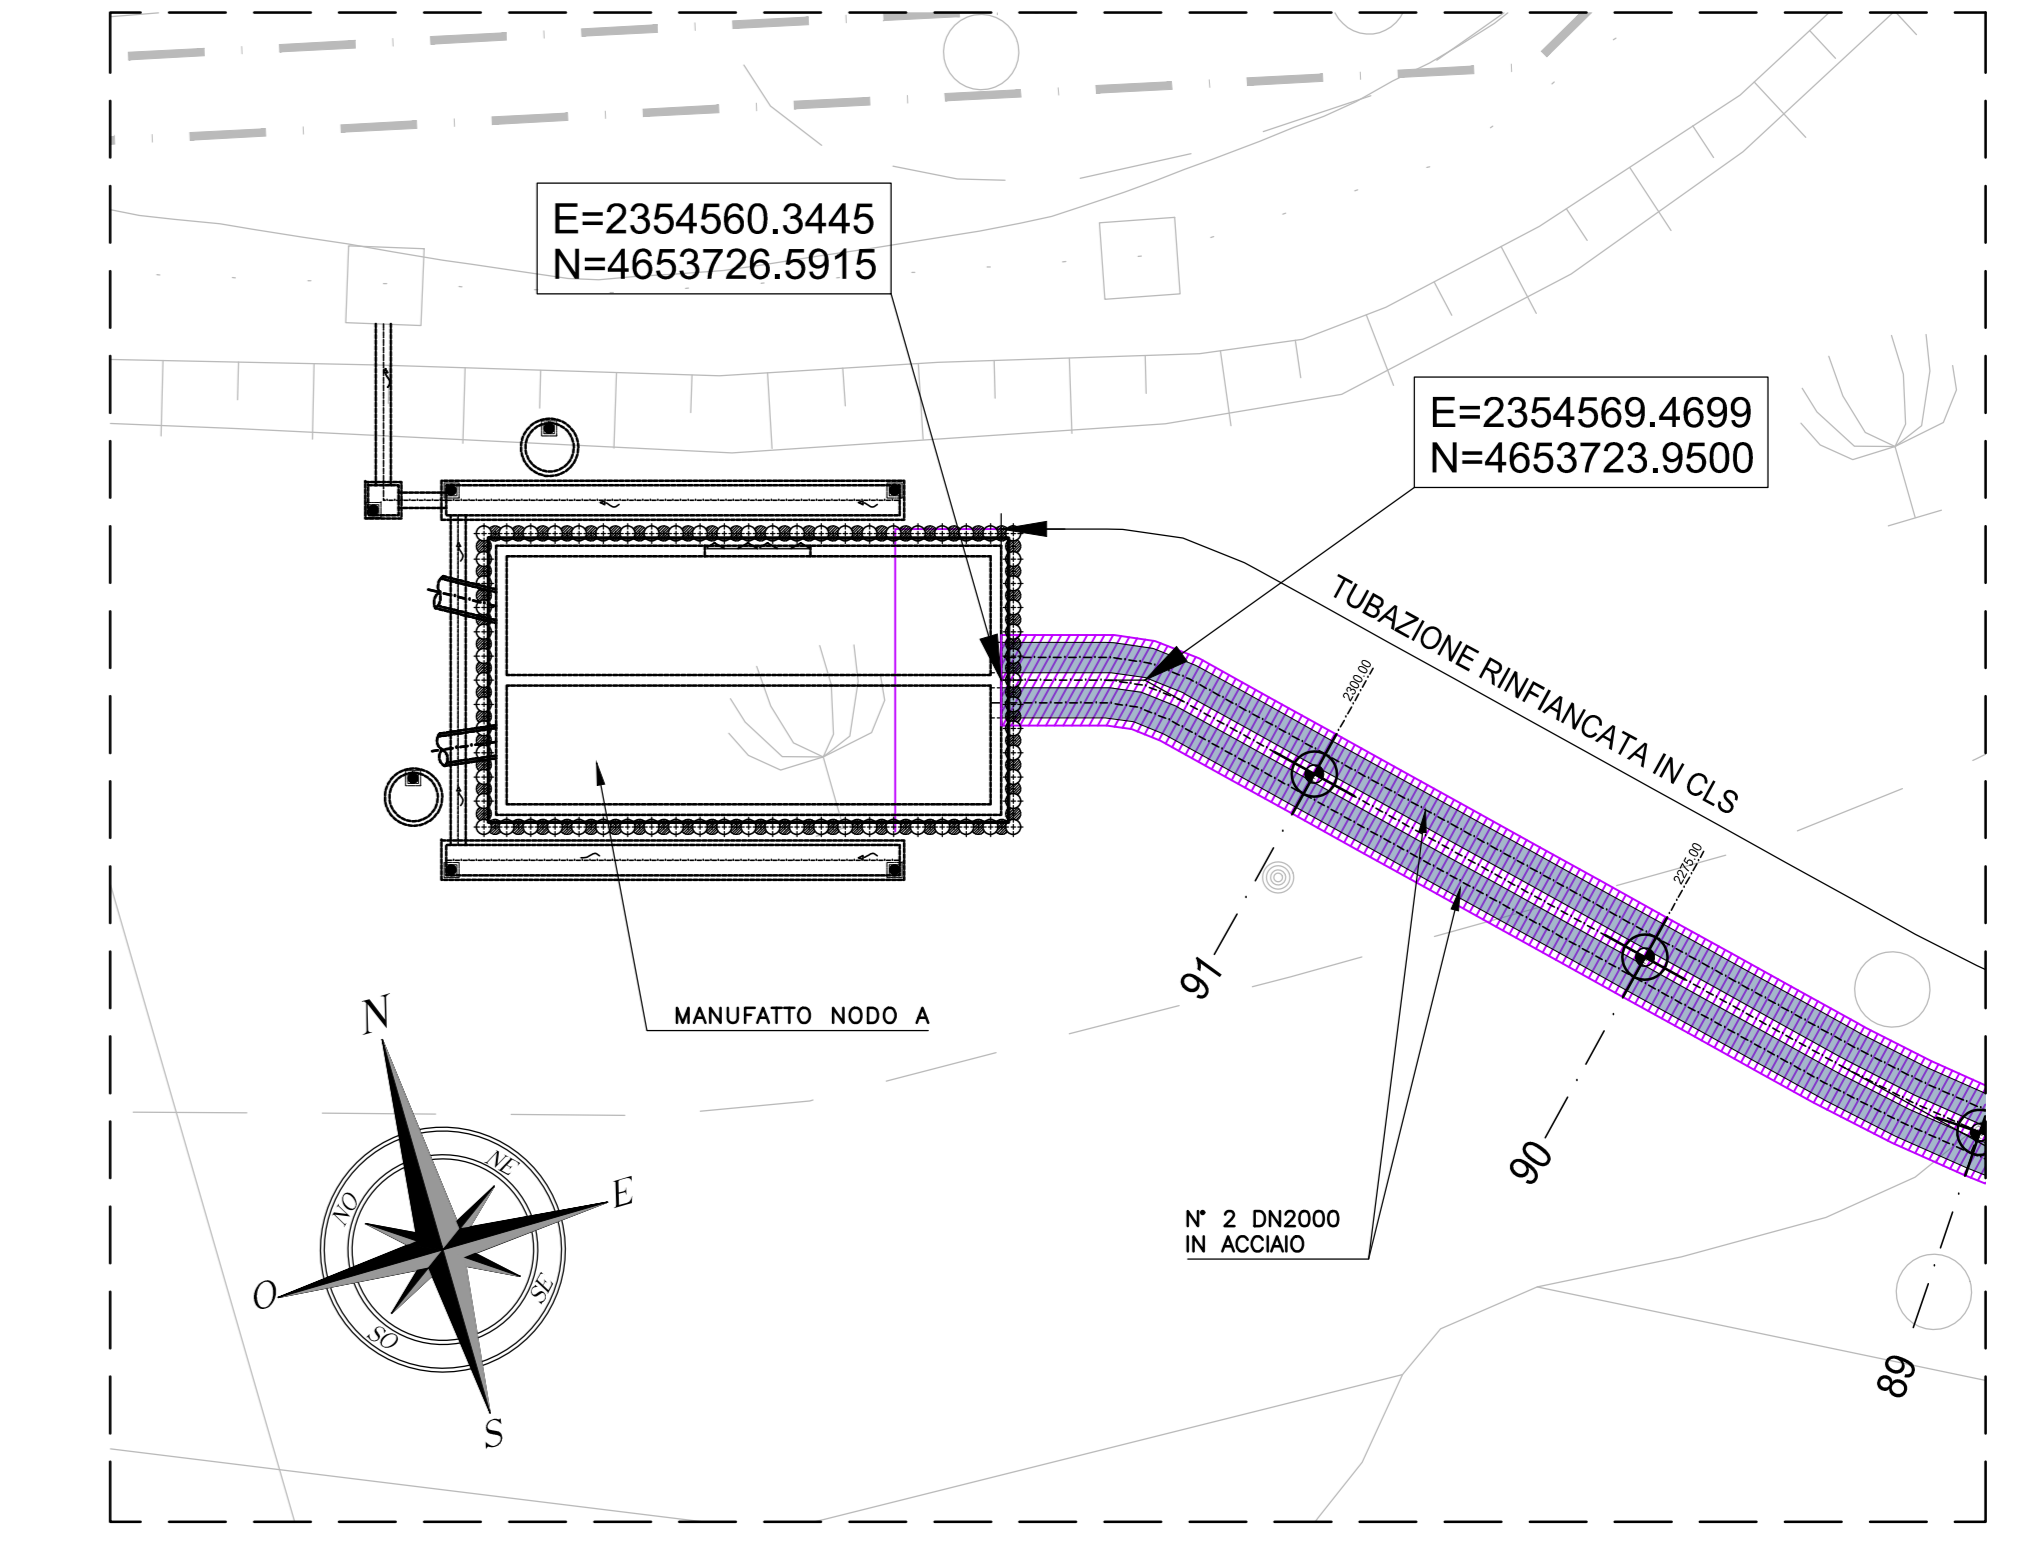 E=2354560.3445
N=4653726.5915
E=2354569.4699
N=4653723.9500
TUBAZIONE RINFIANCATA IN CLS
2300.00
2275.00
91
90
89
MANUFATTO NODO A
N° 2 DN2000
IN ACCIAIO
N
NE
E
SE
S
SO
O
NO